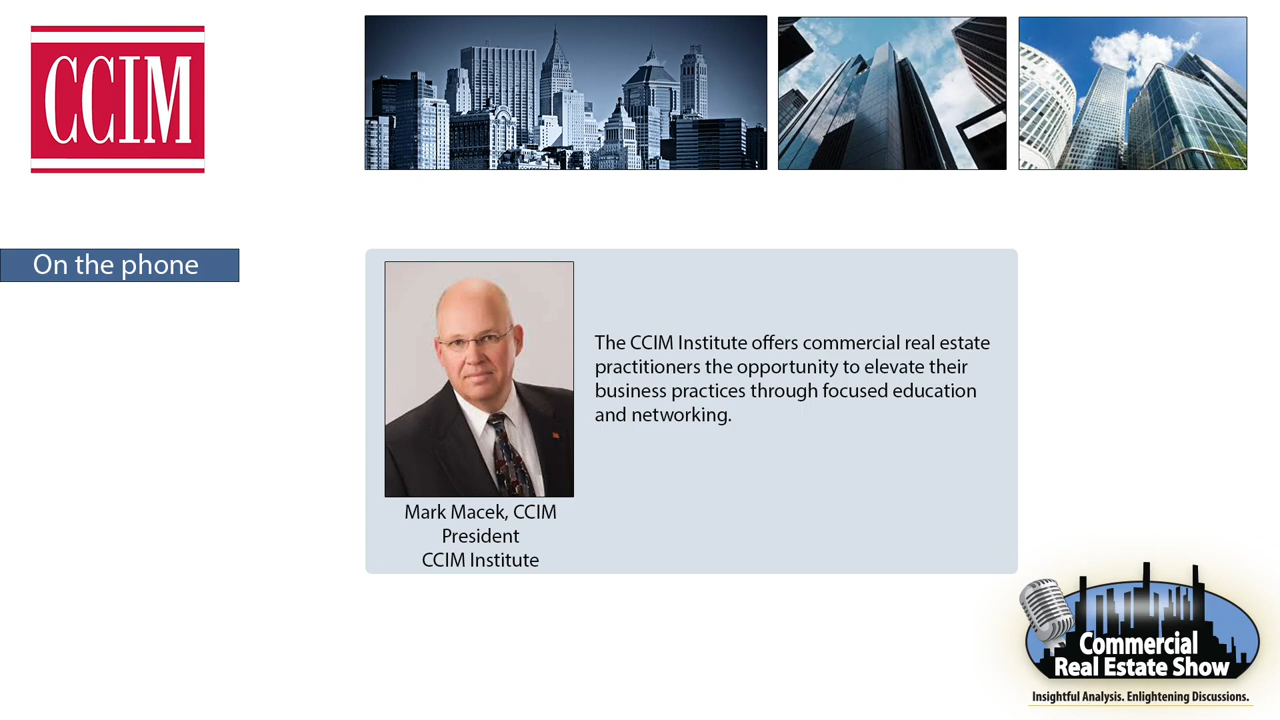 CCIM
On the phone
The CCIM Institute offers commercial real estate
practitioners the opportunity to elevate their
business practices through focused education
and networking.
Mark Macek, CCIM
President
CCIM Institute
Commercial
Real Estate Show
Insightful Analysis. Enlightening Discussions.